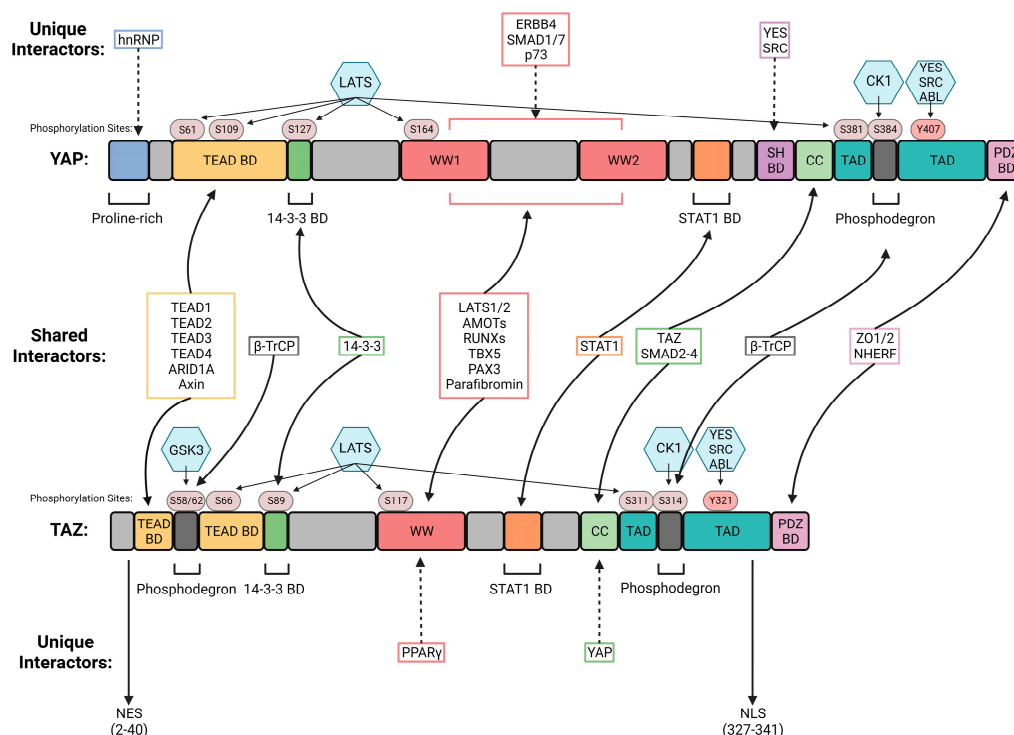 Unique
Interactors:
hnRNP
ERBB4
SMAD1/7
p73
YES
SRC
LATS
CK1
YES
SRC
ABL
Phosphorylation Sites:
S61
S109
S127
S164
S381
S384
Y407
YAP:
TEAD BD
WW1
WW2
SH
BD
CC
TAD
TAD
PDZ
BD
Proline-rich
14-3-3 BD
STAT1 BD
Phosphodegron
Shared
Interactors:
TEAD1
TEAD2
TEAD3
TEAD4
ARID1A
Axin
β-TrCP
14-3-3
LATS1/2
AMOTs
RUNXs
TBX5
PAX3
Parafibromin
STAT1
TAZ
SMAD2-4
β-TrCP
ZO1/2
NHERF
GSK3
LATS
CK1
YES
SRC
ABL
Phosphorylation Sites:
S58/62
S66
S89
S117
S311
S314
Y321
TAZ:
TEAD
BD
TEAD BD
WW
CC
TAD
TAD
PDZ
BD
Phosphodegron
14-3-3 BD
STAT1 BD
Phosphodegron
Unique
Interactors:
PPARγ
YAP
NES
(2-40)
NLS
(327-341)